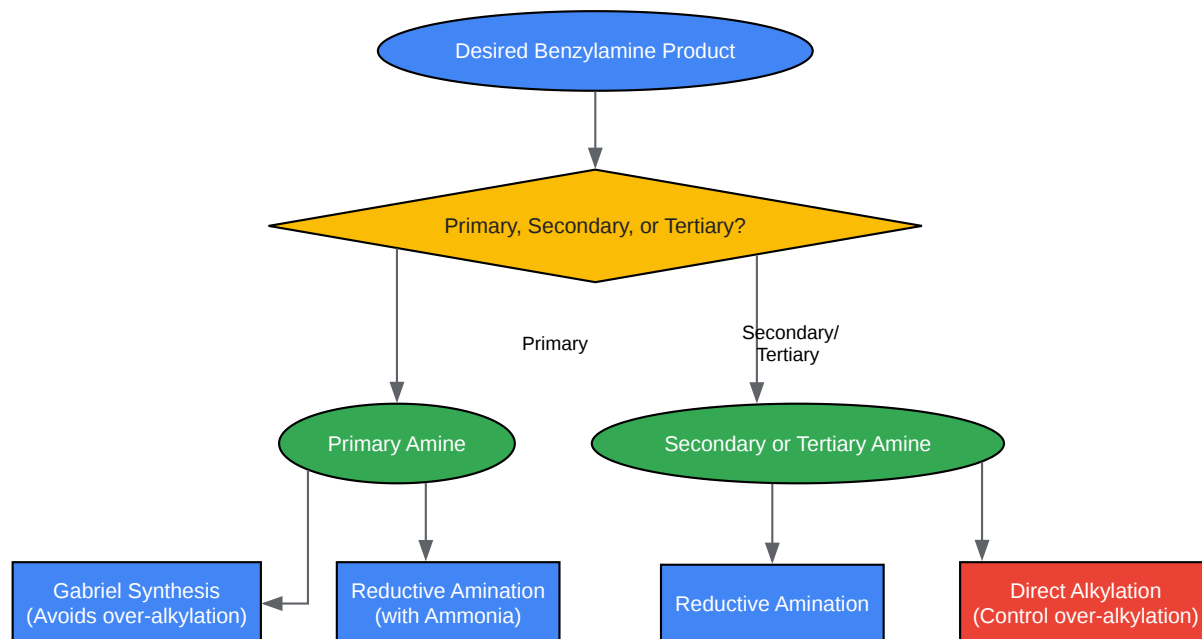 Desired Benzylamine Product
Primary, Secondary, or Tertiary?
Primary
Secondary/
Tertiary
Primary Amine
Secondary or Tertiary Amine
Gabriel Synthesis
(Avoids over-alkylation)
Reductive Amination
(with Ammonia)
Reductive Amination
Direct Alkylation
(Control over-alkylation)